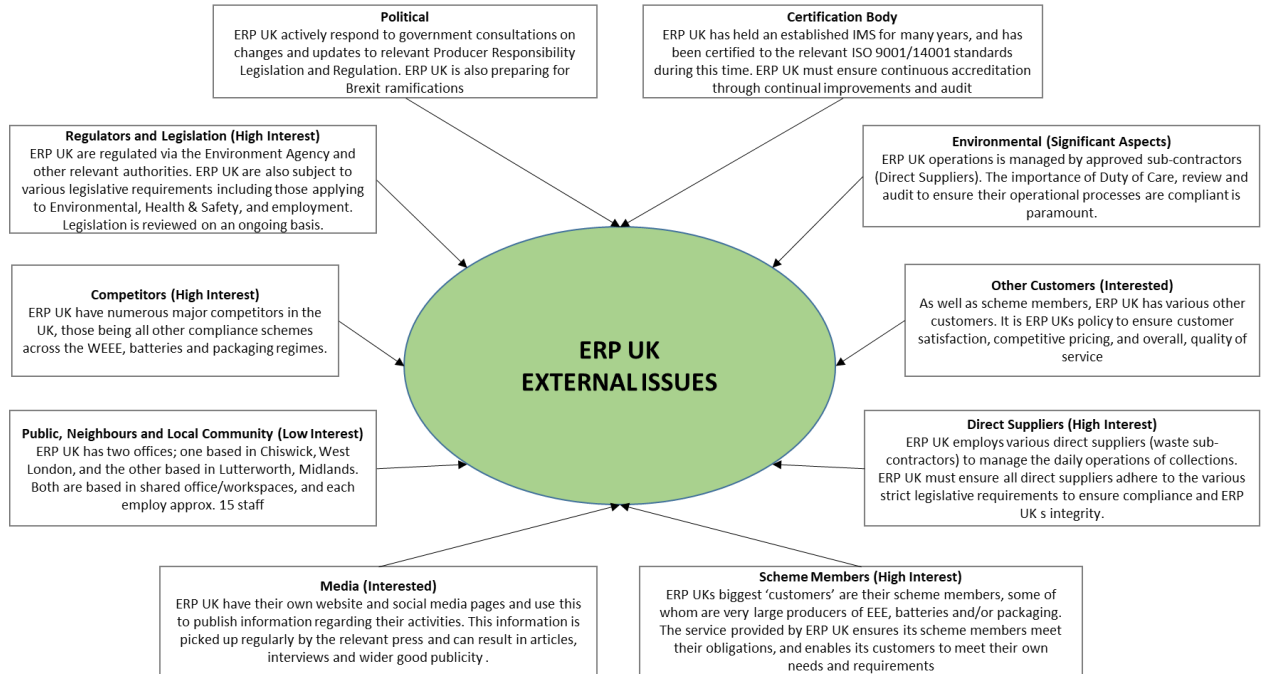 Political
ERP UK actively respond to government consultations on
changes and updates to relevant Producer Responsibility
Legislation and Regulation. ERP UK is also preparing for
Brexit ramifications
Certification Body
ERP UK has held an established IMS for many years, and has
been certified to the relevant ISO 9001/14001 standards
during this time. ERP UK must ensure continuous accreditation
through continual improvements and audit
Regulators and Legislation (High Interest)
ERP UK are regulated via the Environment Agency and
other relevant authorities. ERP UK are also subject to
various legislative requirements including those applying
to Environmental, Health & Safety, and employment.
Legislation is reviewed on an ongoing basis.
Environmental (Significant Aspects)
ERP UK operations is managed by approved sub-contractors
(Direct Suppliers). The importance of Duty of Care, review and
audit to ensure their operational processes are compliant is
paramount.
Competitors (High Interest)
ERP UK have numerous major competitors in the
UK, those being all other compliance schemes
across the WEEE, batteries and packaging regimes.
ERP UK
EXTERNAL ISSUES
Other Customers (Interested)
As well as scheme members, ERP UK has various other
customers. It is ERP UKs policy to ensure customer
satisfaction, competitive pricing, and overall, quality of
service
Public, Neighbours and Local Community (Low Interest)
ERP UK has two offices; one based in Chiswick, West
London, and the other based in Lutterworth, Midlands.
Both are based in shared office/workspaces, and each
employ approx. 15 staff
Direct Suppliers (High Interest)
ERP UK employs various direct suppliers (waste sub-
contractors) to manage the daily operations of collections.
ERP UK must ensure all direct suppliers adhere to the various
strict legislative requirements to ensure compliance and ERP
UK s integrity.
Media (Interested)
ERP UK have their own website and social media pages and use this
to publish information regarding their activities. This information is
picked up regularly by the relevant press and can result in articles,
interviews and wider good publicity .
Scheme Members (High Interest)
ERP UKs biggest ‘customers’ are their scheme members, some of
whom are very large producers of EEE, batteries and/or packaging.
The service provided by ERP UK ensures its scheme members meet
their obligations, and enables its customers to meet their own
needs and requirements